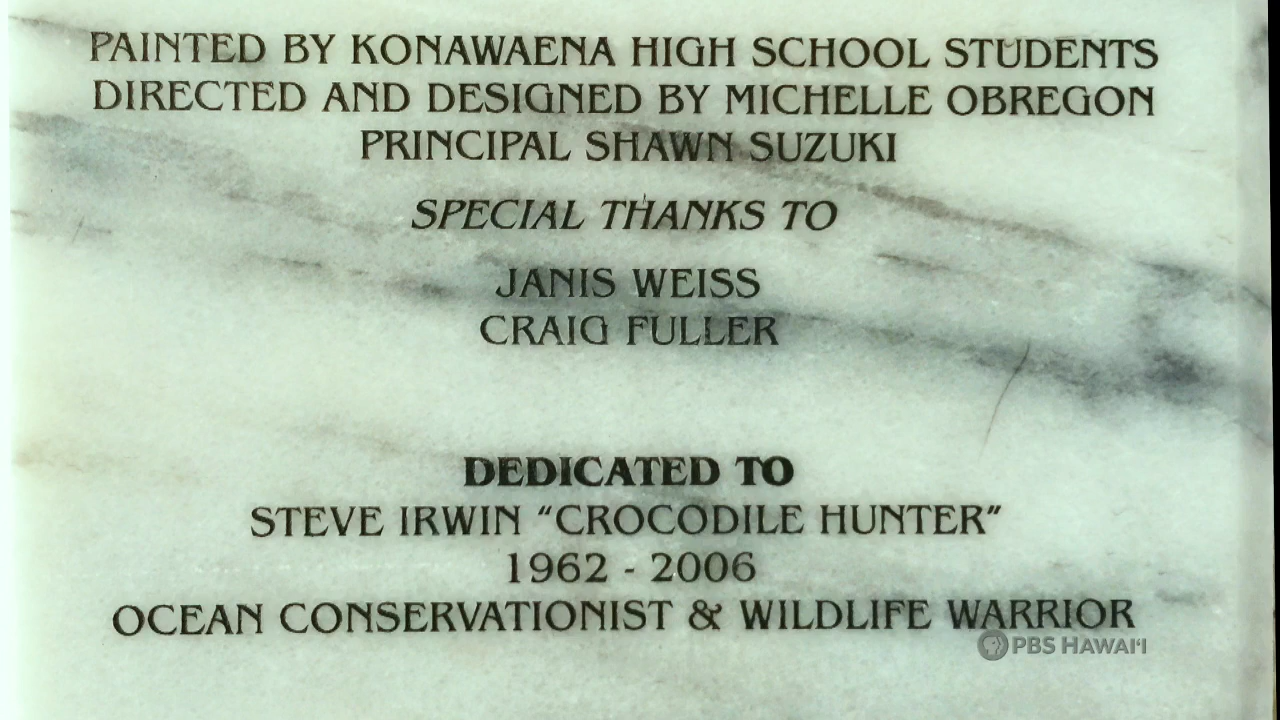 PAINTED BY KONAWAENA HIGH SCHOOL STUDENTS
DIRECTED AND DESIGNED BY MICHELLE OBREGON
PRINCIPAL SHAWN SUZUKI
SPECIAL THANKS TO
JANIS WEISS
CRAIG FULLER
DEDICATED TO
STEVE IRWIN “CROCODILE HUNTER”
1962 - 2006
OCEAN CONSERVATIONIST & WILDLIFE WARRIOR
PBS HAWAIʻI